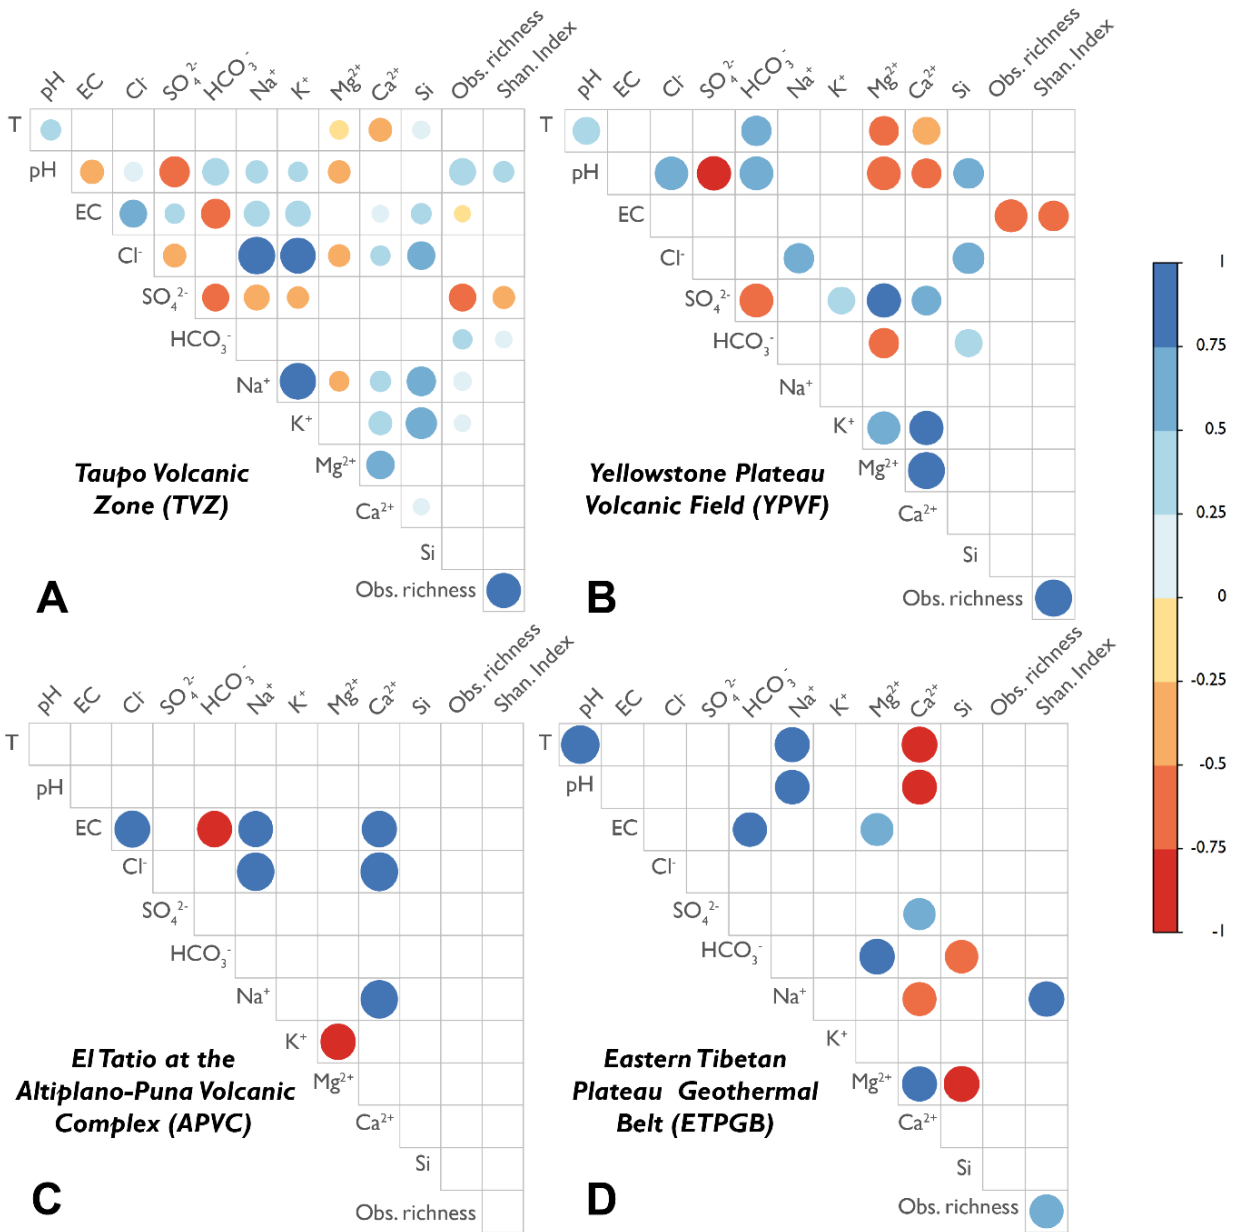 pH EC Cl⁻ SO₄²⁻ HCO₃⁻ Na⁺ K⁺ Mg²⁺ Ca²⁺ Si Obs. richness Shan. Index
T
pH
EC
Cl⁻
SO₄²⁻
HCO₃⁻
Na⁺
K⁺
Mg²⁺
Ca²⁺
Si
Obs. richness
Taupo Volcanic
Zone (TVZ)
A
pH EC Cl⁻ SO₄²⁻ HCO₃⁻ Na⁺ K⁺ Mg²⁺ Ca²⁺ Si Obs. richness Shan. Index
T
pH
EC
Cl⁻
SO₄²⁻
HCO₃⁻
Na⁺
K⁺
Mg²⁺
Ca²⁺
Si
Obs. richness
Yellowstone Plateau
Volcanic Field (YPVF)
B
pH EC Cl⁻ SO₄²⁻ HCO₃⁻ Na⁺ K⁺ Mg²⁺ Ca²⁺ Si Obs. richness Shan. Index
T
pH
EC
Cl⁻
SO₄²⁻
HCO₃⁻
Na⁺
K⁺
Mg²⁺
Ca²⁺
Si
Obs. richness
El Tatio at the
Altiplano-Puna Volcanic
Complex (APVC)
C
pH EC Cl⁻ SO₄²⁻ HCO₃⁻ Na⁺ K⁺ Mg²⁺ Ca²⁺ Si Obs. richness Shan. Index
T
pH
EC
Cl⁻
SO₄²⁻
HCO₃⁻
Na⁺
K⁺
Mg²⁺
Ca²⁺
Si
Obs. richness
Eastern Tibetan
Plateau Geothermal
Belt (ETPGB)
D
1
0.75
0.5
0.25
0
-0.25
-0.5
-0.75
-1